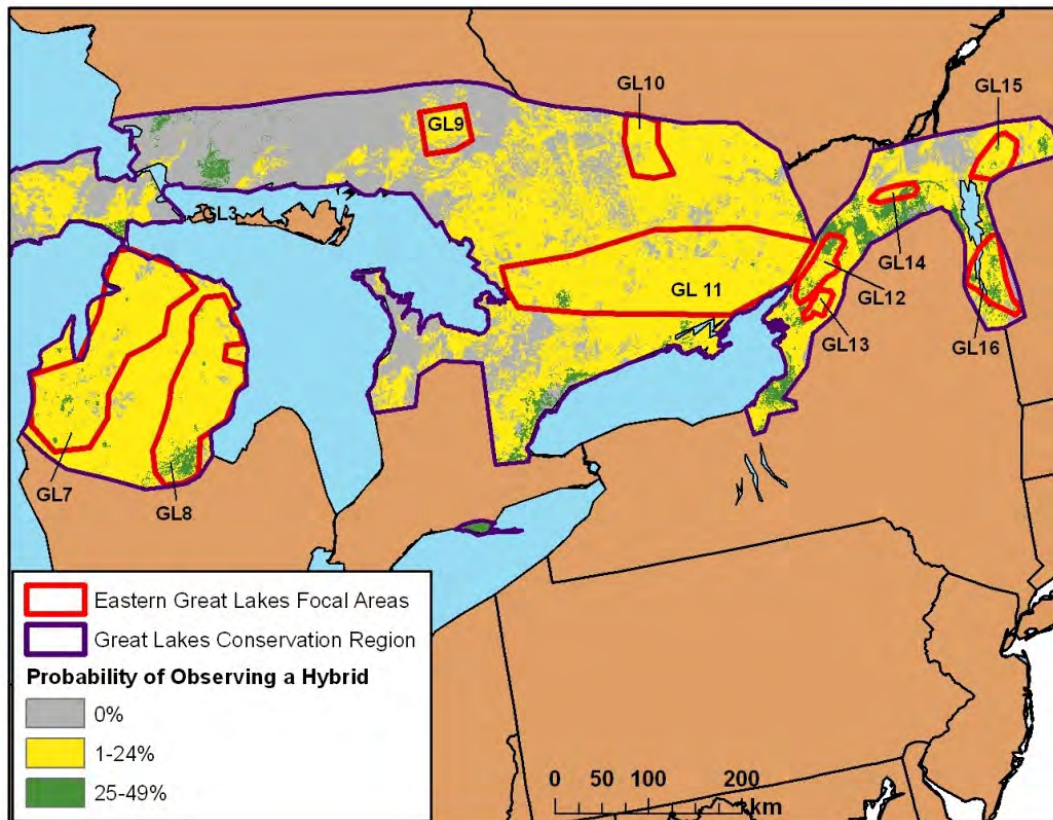 GL10
GL15
GL9
GL3
GL14
GL 11
GL12
GL13
GL16
GL7
GL8
Eastern Great Lakes Focal Areas
Great Lakes Conservation Region
Probability of Observing a Hybrid
0%
1-24%
25-49%
0 50 100 200
km